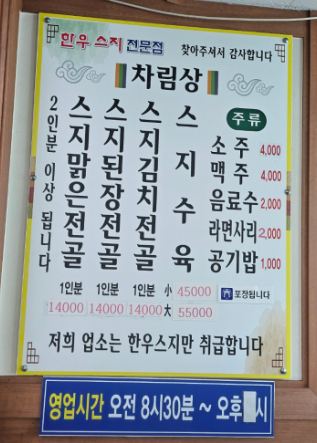 한우 스지 전문점
찾아주셔서 감사합니다
차림상
2인분 이상 됩니다
스지맑은전골
1인분
14000
스지된장전골
1인분
14000
스지김치전골
1인분
14000
스지수육
小 45000
大 55000
주류
소주 4,000
맥주 4,000
음료수 2,000
라면사리 2,000
공기밥 1,000
포장됩니다
저희 업소는 한우스지만 취급합니다
영업시간 오전 8시30분 ~ 오후 시